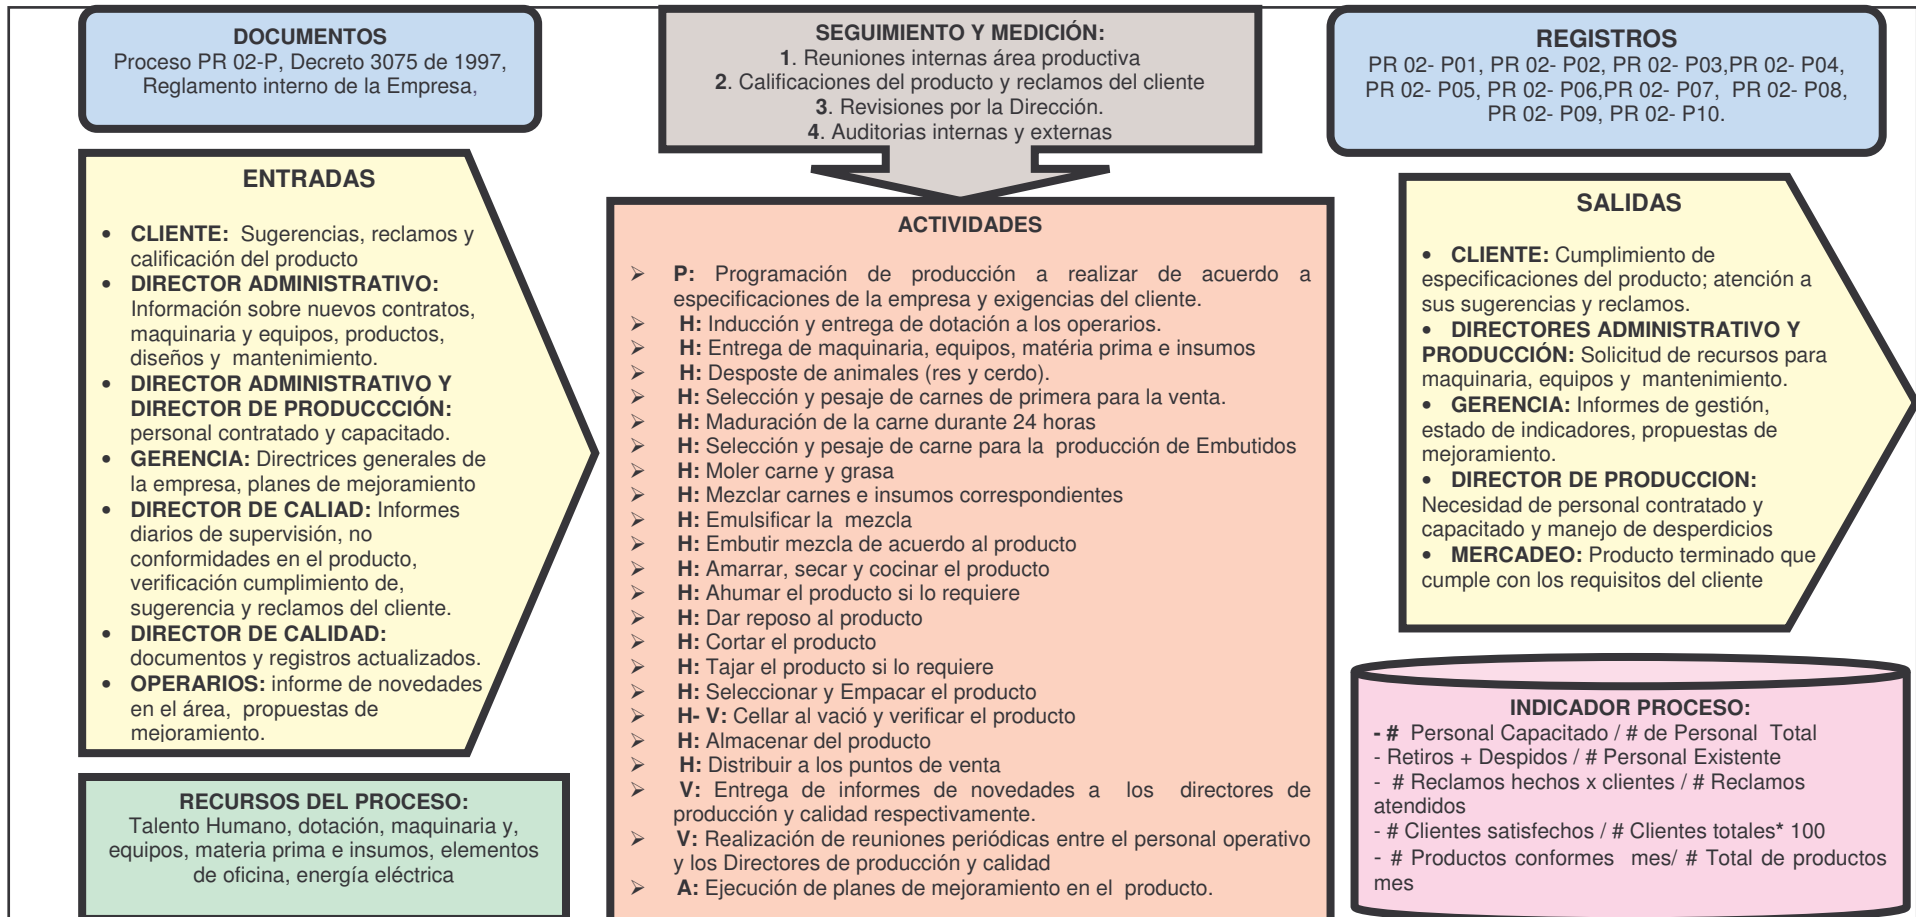 DOCUMENTOS
Proceso PR 02-P, Decreto 3075 de 1997,
Reglamento interno de la Empresa,
SEGUIMIENTO Y MEDICIÓN:
1. Reuniones internas área productiva
2. Calificaciones del producto y reclamos del cliente
3. Revisiones por la Dirección.
4. Auditorias internas y externas
REGISTROS
PR 02- P01, PR 02- P02, PR 02- P03,PR 02- P04,
PR 02- P05, PR 02- P06,PR 02- P07, PR 02- P08,
PR 02- P09, PR 02- P10.
ENTRADAS
• CLIENTE: Sugerencias, reclamos y
calificación del producto
• DIRECTOR ADMINISTRATIVO:
Información sobre nuevos contratos,
maquinaria y equipos, productos,
diseños y mantenimiento.
• DIRECTOR ADMINISTRATIVO Y
DIRECTOR DE PRODUCCCIÓN:
personal contratado y capacitado.
• GERENCIA: Directrices generales de
la empresa, planes de mejoramiento
• DIRECTOR DE CALIAD: Informes
diarios de supervisión, no
conformidades en el producto,
verificación cumplimiento de,
sugerencia y reclamos del cliente.
• DIRECTOR DE CALIDAD:
documentos y registros actualizados.
• OPERARIOS: informe de novedades
en el área, propuestas de
mejoramiento.
RECURSOS DEL PROCESO:
Talento Humano, dotación, maquinaria y,
equipos, materia prima e insumos, elementos
de oficina, energía eléctrica
ACTIVIDADES
➢ P: Programación de producción a realizar de acuerdo a
especificaciones de la empresa y exigencias del cliente.
➢ H: Inducción y entrega de dotación a los operarios.
➢ H: Entrega de maquinaria, equipos, matéria prima e insumos
➢ H: Desposte de animales (res y cerdo).
➢ H: Selección y pesaje de carnes de primera para la venta.
➢ H: Maduración de la carne durante 24 horas
➢ H: Selección y pesaje de carne para la producción de Embutidos
➢ H: Moler carne y grasa
➢ H: Mezclar carnes e insumos correspondientes
➢ H: Emulsificar la mezcla
➢ H: Embutir mezcla de acuerdo al producto
➢ H: Amarrar, secar y cocinar el producto
➢ H: Ahumar el producto si lo requiere
➢ H: Dar reposo al producto
➢ H: Cortar el producto
➢ H: Tajar el producto si lo requiere
➢ H: Seleccionar y Empacar el producto
➢ H- V: Cellar al vació y verificar el producto
➢ H: Almacenar del producto
➢ H: Distribuir a los puntos de venta
➢ V: Entrega de informes de novedades a los directores de
producción y calidad respectivamente.
➢ V: Realización de reuniones periódicas entre el personal operativo
y los Directores de producción y calidad
➢ A: Ejecución de planes de mejoramiento en el producto.
SALIDAS
• CLIENTE: Cumplimiento de
especificaciones del producto; atención a
sus sugerencias y reclamos.
• DIRECTORES ADMINISTRATIVO Y
PRODUCCIÓN: Solicitud de recursos para
maquinaria, equipos y mantenimiento.
• GERENCIA: Informes de gestión,
estado de indicadores, propuestas de
mejoramiento.
• DIRECTOR DE PRODUCCION:
Necesidad de personal contratado y
capacitado y manejo de desperdicios
• MERCADEO: Producto terminado que
cumple con los requisitos del cliente
INDICADOR PROCESO:
- # Personal Capacitado / # de Personal Total
- Retiros + Despidos / # Personal Existente
- # Reclamos hechos x clientes / # Reclamos
atendidos
- # Clientes satisfechos / # Clientes totales* 100
- # Productos conformes mes/ # Total de productos
mes